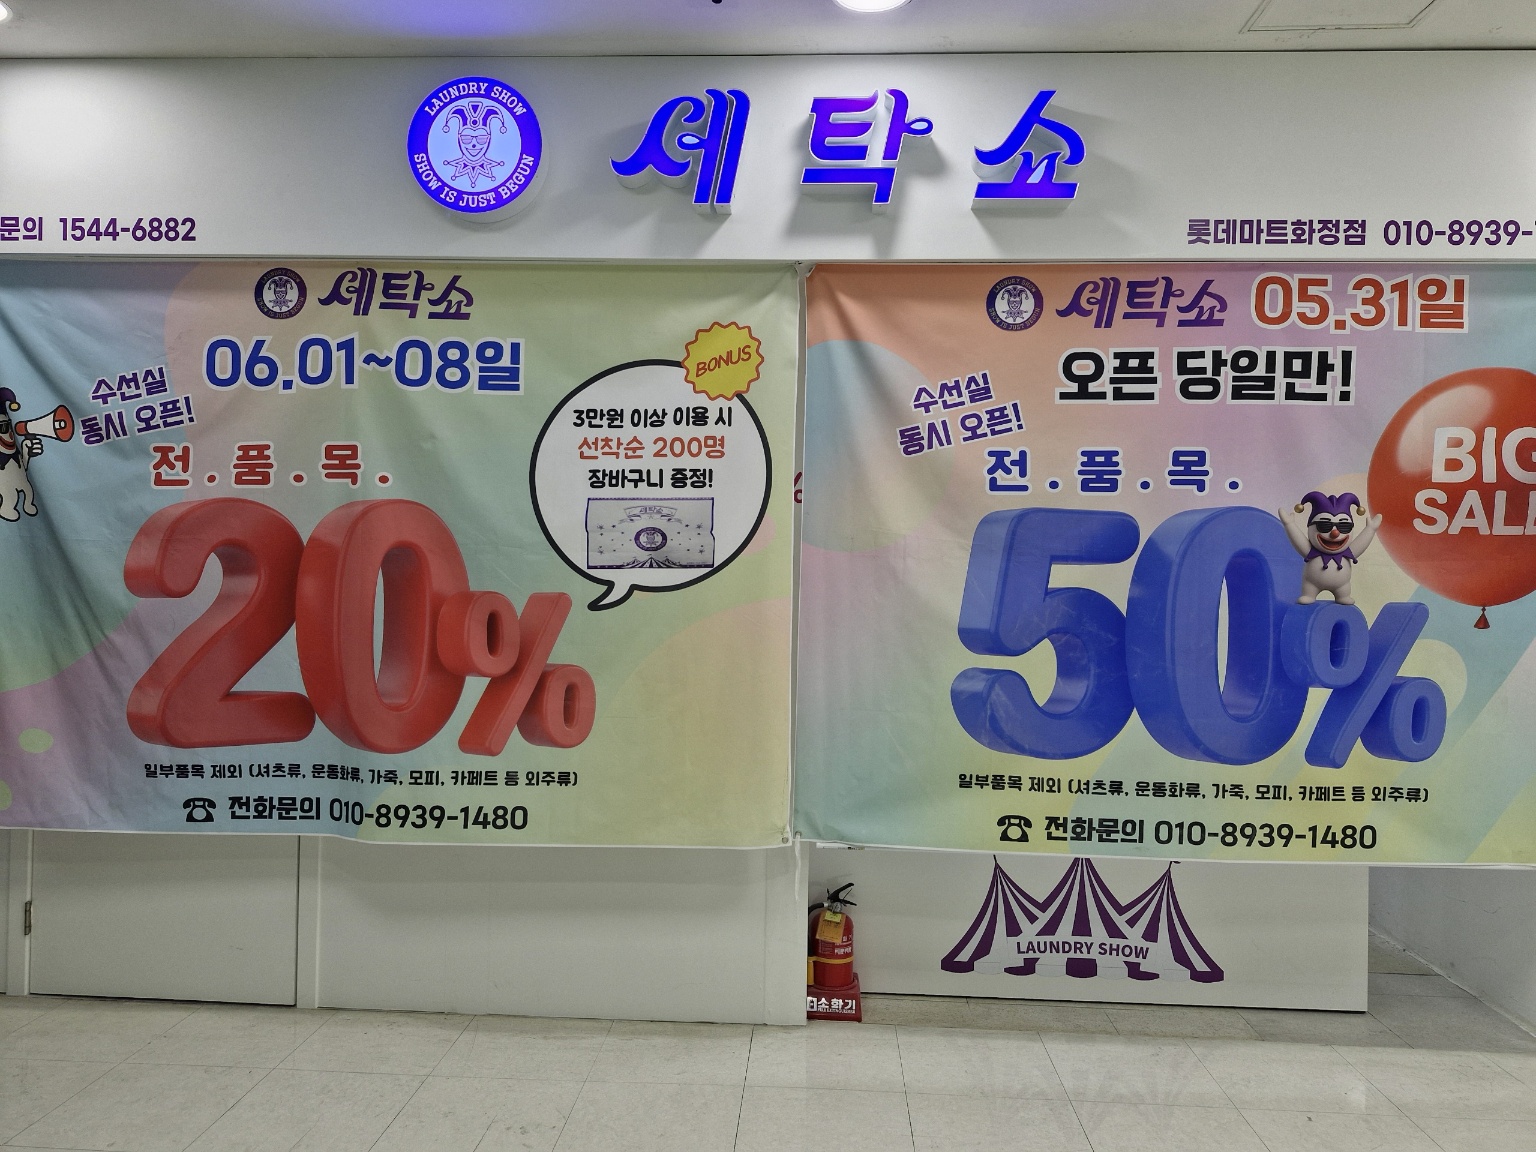 LAUNDRY SHOW
SHOW IS JUST BEGUN
세탁쇼
문의 1544-6882
롯데마트화정점 010-8939-
세탁쇼
06.01~08일
수선실
동시 오픈!
전.품.목.
20%
BONUS
3만원 이상 이용 시
선착순 200명
장바구니 증정!
세탁쇼
일부품목 제외 (셔츠류, 운동화류, 가죽, 모피, 카페트 등 외주류)
☎ 전화문의 010-8939-1480
세탁쇼 05.31일
오픈 당일만!
수선실
동시 오픈!
전.품.목.
50%
BIG
SALE
일부품목 제외 (셔츠류, 운동화류, 가죽, 모피, 카페트 등 외주류)
☎ 전화문의 010-8939-1480
LAUNDRY SHOW
소화기